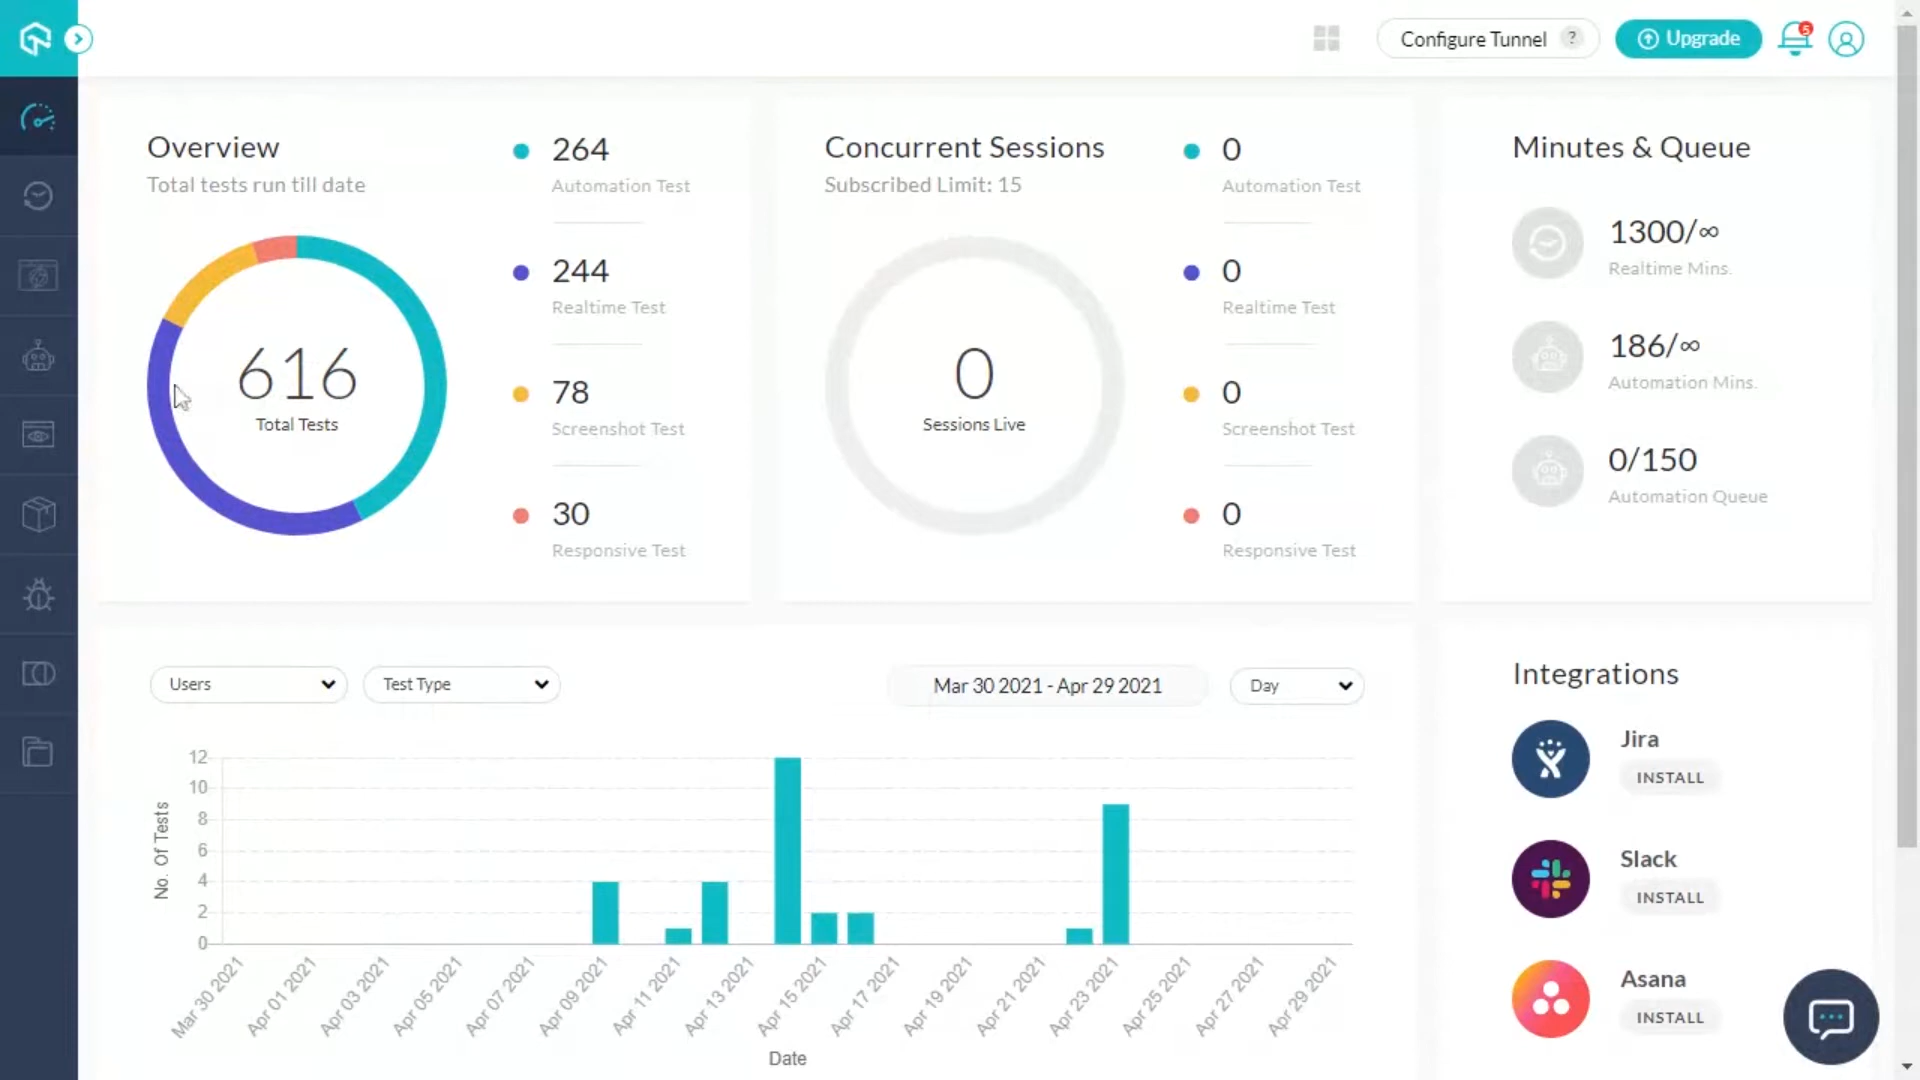 Configure Tunnel ?
Upgrade
5
Overview
Total tests run till date
616
Total Tests
264
Automation Test
244
Realtime Test
78
Screenshot Test
30
Responsive Test
Concurrent Sessions
Subscribed Limit: 15
0
Sessions Live
0
Automation Test
0
Realtime Test
0
Screenshot Test
0
Responsive Test
Minutes & Queue
1300/∞
Realtime Mins.
186/∞
Automation Mins.
0/150
Automation Queue
Users
Test Type
Mar 30 2021 - Apr 29 2021
Day
No. Of Tests
12
10
8
6
4
2
0
Mar 30 2021
Apr 01 2021
Apr 03 2021
Apr 05 2021
Apr 07 2021
Apr 09 2021
Apr 11 2021
Apr 13 2021
Apr 15 2021
Apr 17 2021
Apr 19 2021
Apr 21 2021
Apr 23 2021
Apr 25 2021
Apr 27 2021
Apr 29 2021
Date
Integrations
Jira
INSTALL
Slack
INSTALL
Asana
INSTALL